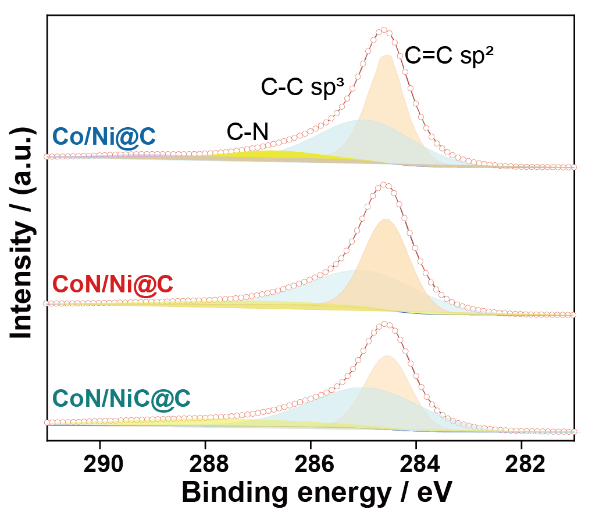 C=C sp²
C-C sp³
C-N
Co/Ni@C
CoN/Ni@C
CoN/NiC@C
Intensity / (a.u.)
290 288 286 284 282
Binding energy / eV